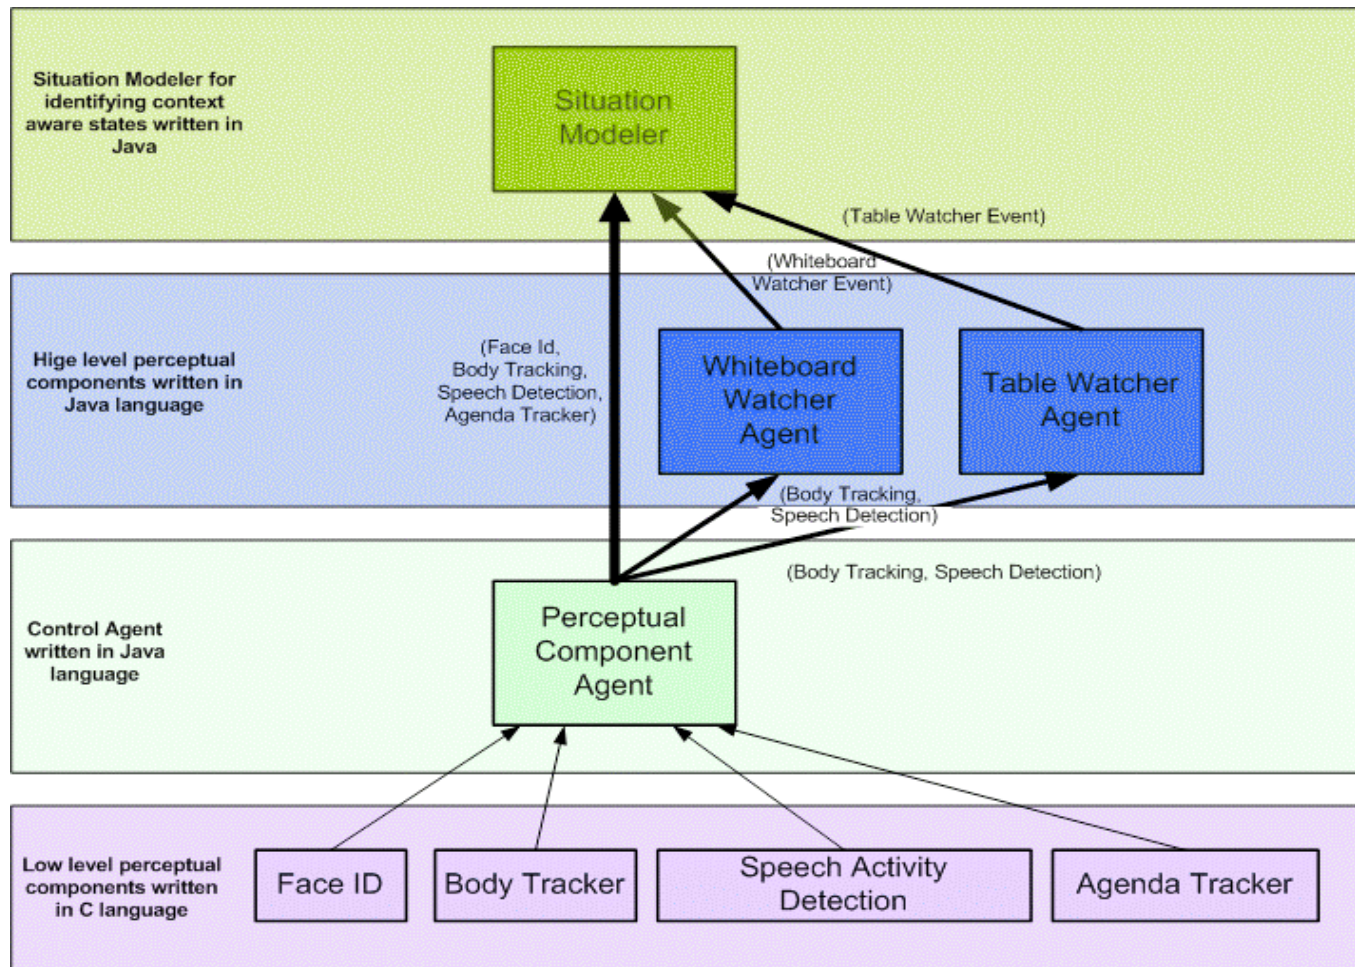 Situation Modeler for
identifying context
aware states written in
Java
Situation
Modeler
(Table Watcher Event)
(Whiteboard
Watcher Event)
Hige level perceptual
components written in
Java language
(Face Id,
Body Tracking,
Speech Detection,
Agenda Tracker)
Whiteboard
Watcher
Agent
Table Watcher
Agent
(Body Tracking,
Speech Detection)
(Body Tracking, Speech Detection)
Control Agent
written in Java
language
Perceptual
Component
Agent
Low level perceptual
components written
in C language
Face ID
Body Tracker
Speech Activity
Detection
Agenda Tracker